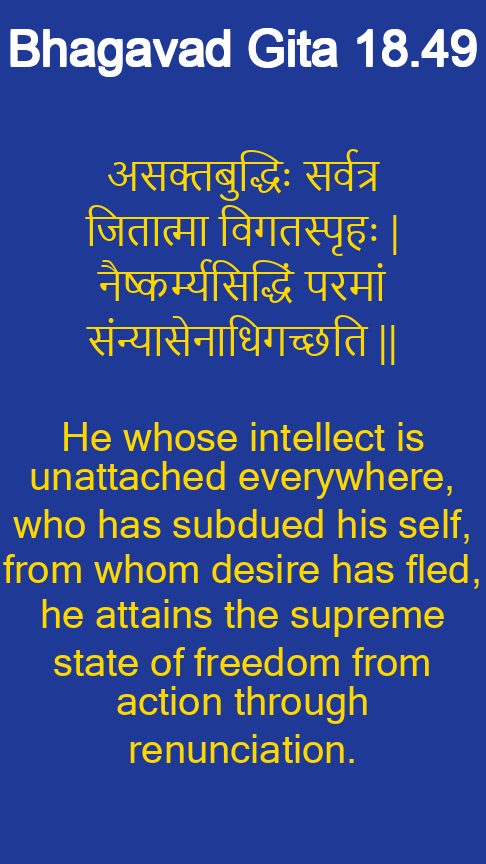 Bhagavad Gita 18.49
असक्तबुद्धिः सर्वत्र
जितात्मा विगतस्पृहः |
नैष्कर्म्यसिद्धिं परमां
संन्यासेनाधिगच्छति ||
He whose intellect is
unattached everywhere,
who has subdued his self,
from whom desire has fled,
he attains the supreme
state of freedom from
action through
renunciation.